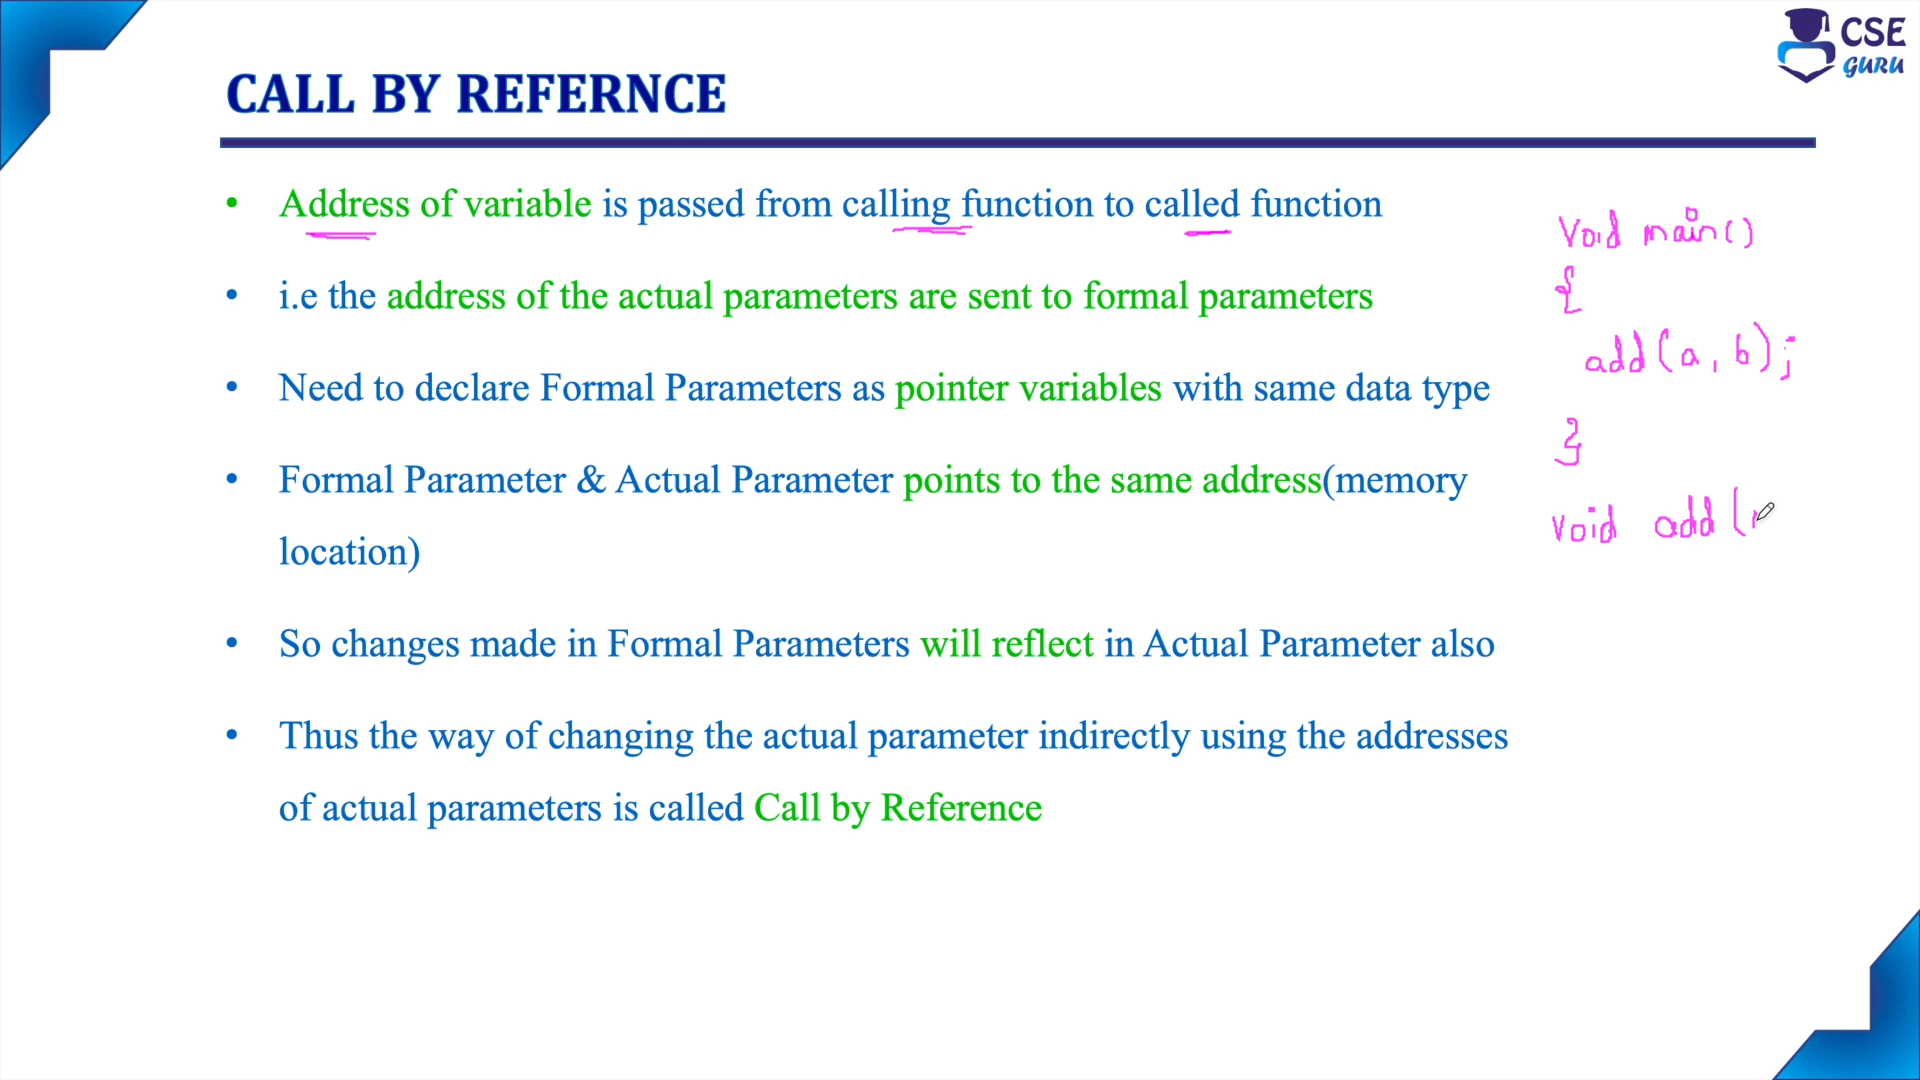 CSE
GURU
CALL BY REFERNCE
• Address of variable is passed from calling function to called function
• i.e the address of the actual parameters are sent to formal parameters
• Need to declare Formal Parameters as pointer variables with same data type
• Formal Parameter & Actual Parameter points to the same address(memory
location)
• So changes made in Formal Parameters will reflect in Actual Parameter also
• Thus the way of changing the actual parameter indirectly using the addresses
of actual parameters is called Call by Reference
Void main()
{
add(a, b);
}
void add(